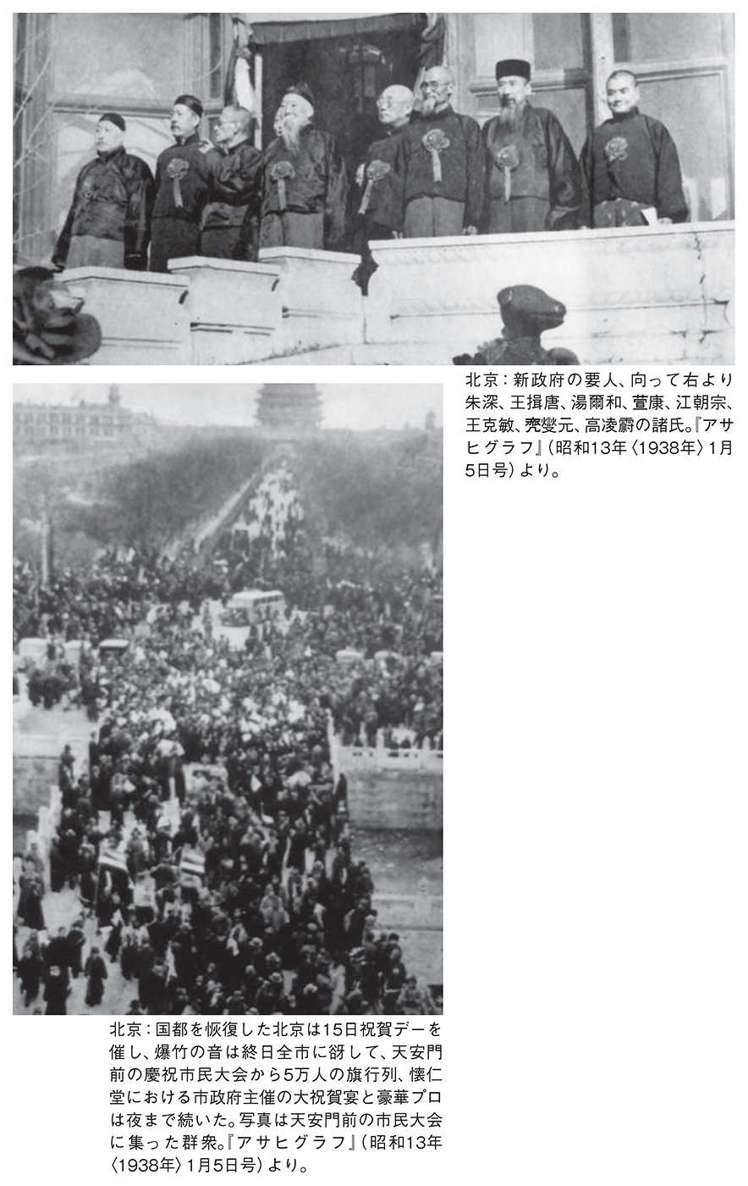 北京：新政府の要人、向って右より
朱深、王揖唐、湯爾和、萱康、江朝宗、
王克敏、兖燮元、高凌霨の諸氏。『アサ
ヒグラフ』（昭和13年〈1938年〉1月
5日号）より。
北京：国都を恢復した北京は15日祝賀デーを
催し、爆竹の音は終日全市に谺して、天安門
前の慶祝市民大会から5万人の旗行列、懐仁
堂における市政府主催の大祝賀宴と豪華プロ
は夜まで続いた。写真は天安門前の市民大会
に集った群衆。『アサヒグラフ』（昭和13年
〈1938年〉1月5日号）より。